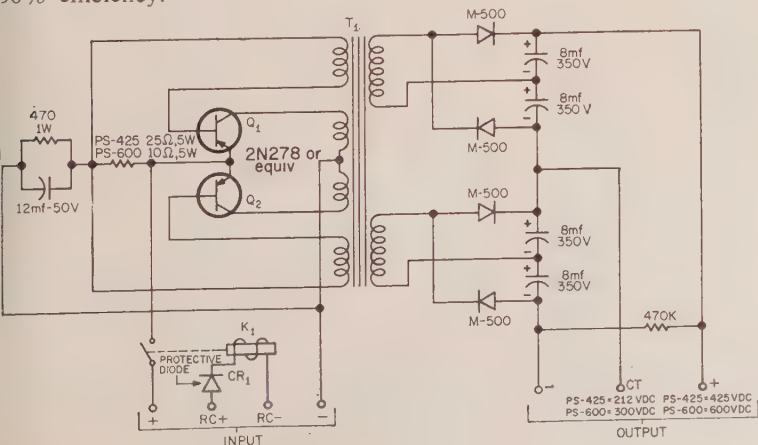 90% efficiency.
T1
M-500
+
8mf
350V
-
+
8mf
350V
-
M-500
470
1W
12mf-50V
PS-425 25Ω,5W
PS-600 10Ω,5W
Q1
2N278 or
equiv
Q2
M-500
+
8mf
350V
-
+
8mf
350V
-
M-500
470K
K1
PROTECTIVE
DIODE
CR1
+
RC+
RC-
-
INPUT
-
CT
+
PS-425=212 VDC PS-425=425VDC
PS-600=300VDC PS-600=600VDC
OUTPUT